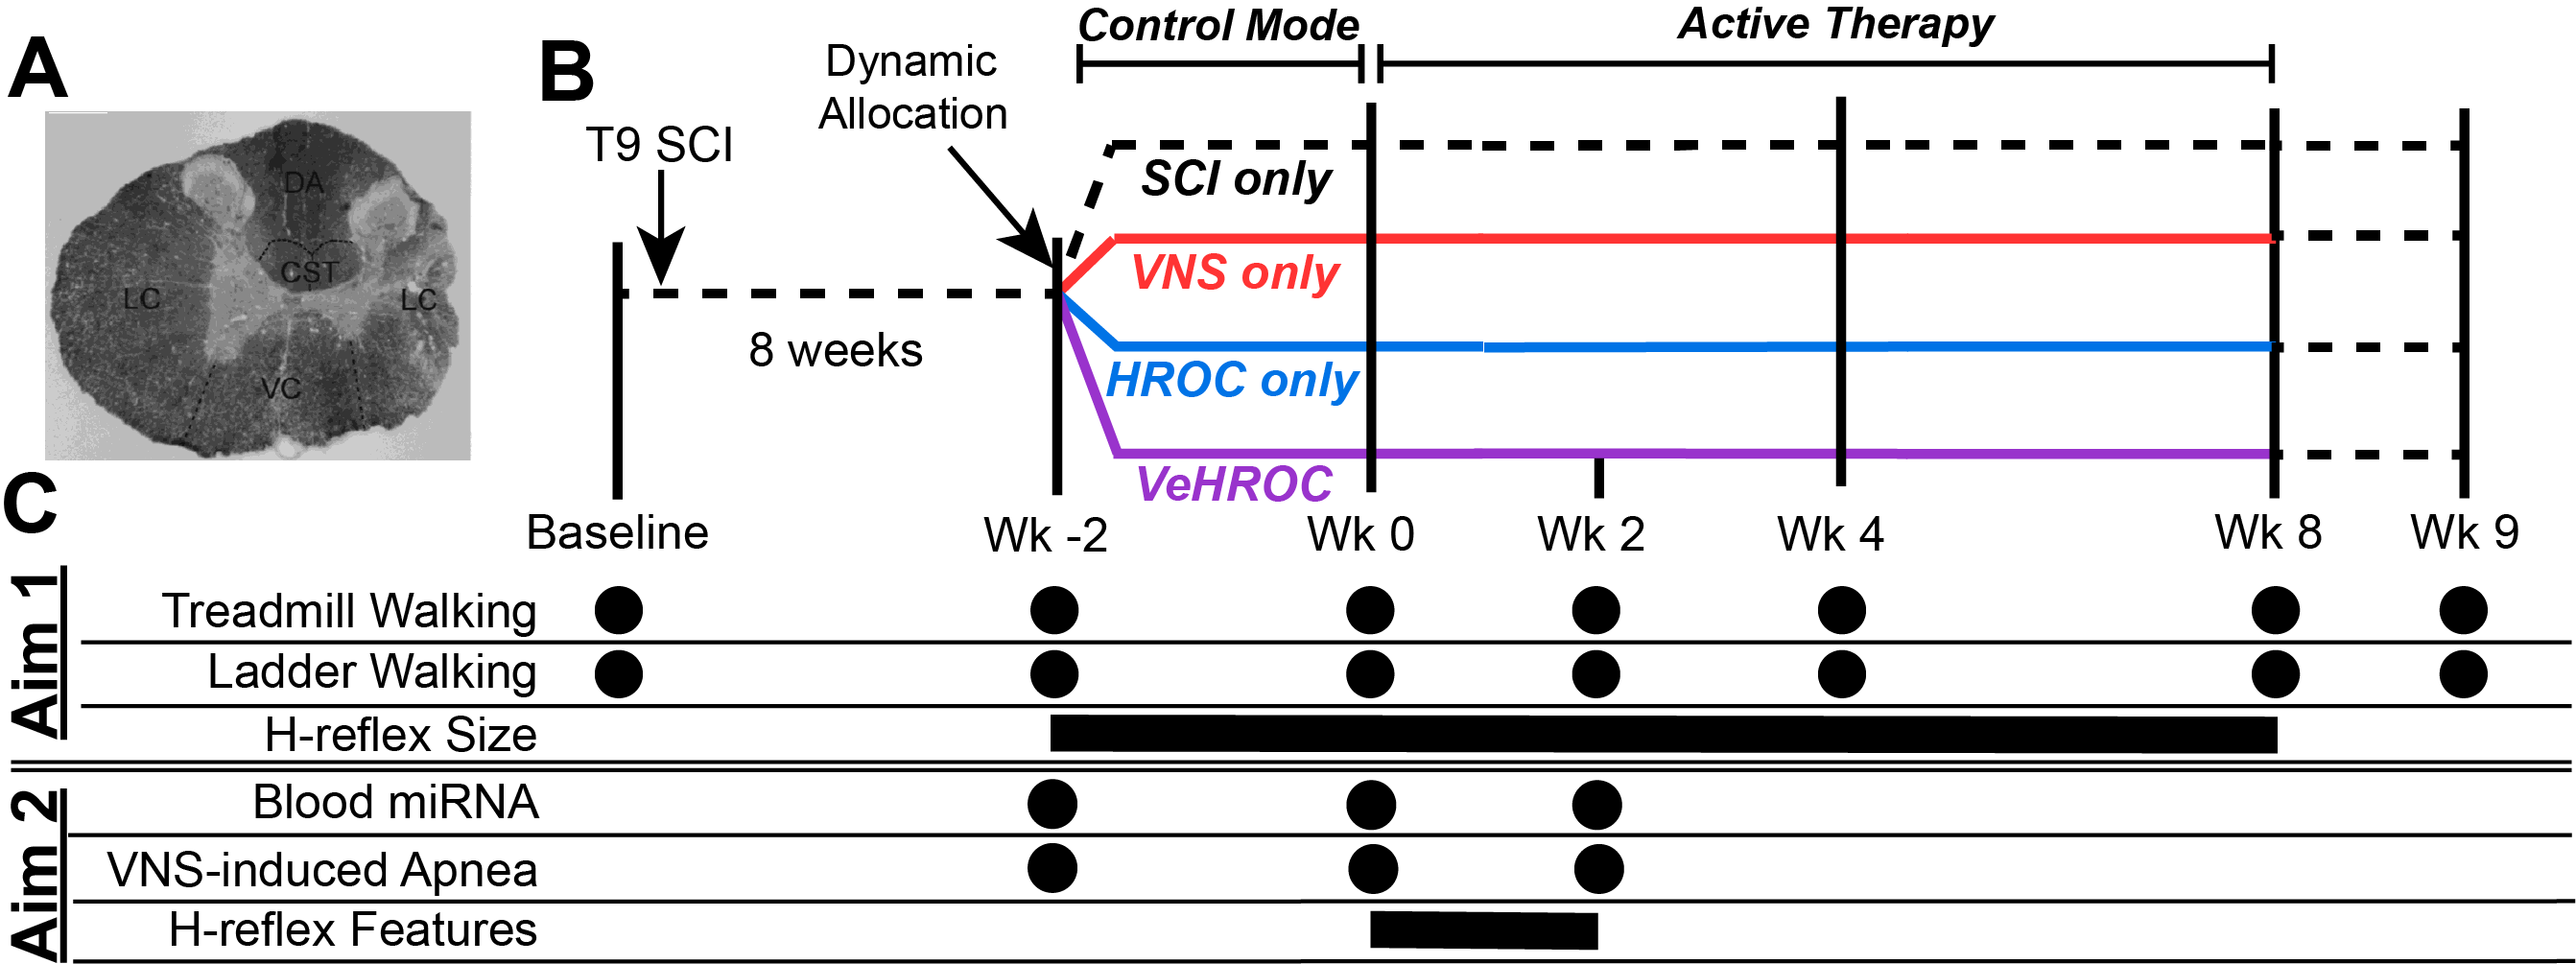 A
DA
CST
LC
LC
VC
B
Control Mode
Active Therapy
Dynamic
Allocation
T9 SCI
8 weeks
SCI only
VNS only
HROC only
VeHROC
Baseline
Wk -2
Wk 0
Wk 2
Wk 4
Wk 8
Wk 9
C
Aim 1
Treadmill Walking
Ladder Walking
H-reflex Size
Aim 2
Blood miRNA
VNS-induced Apnea
H-reflex Features